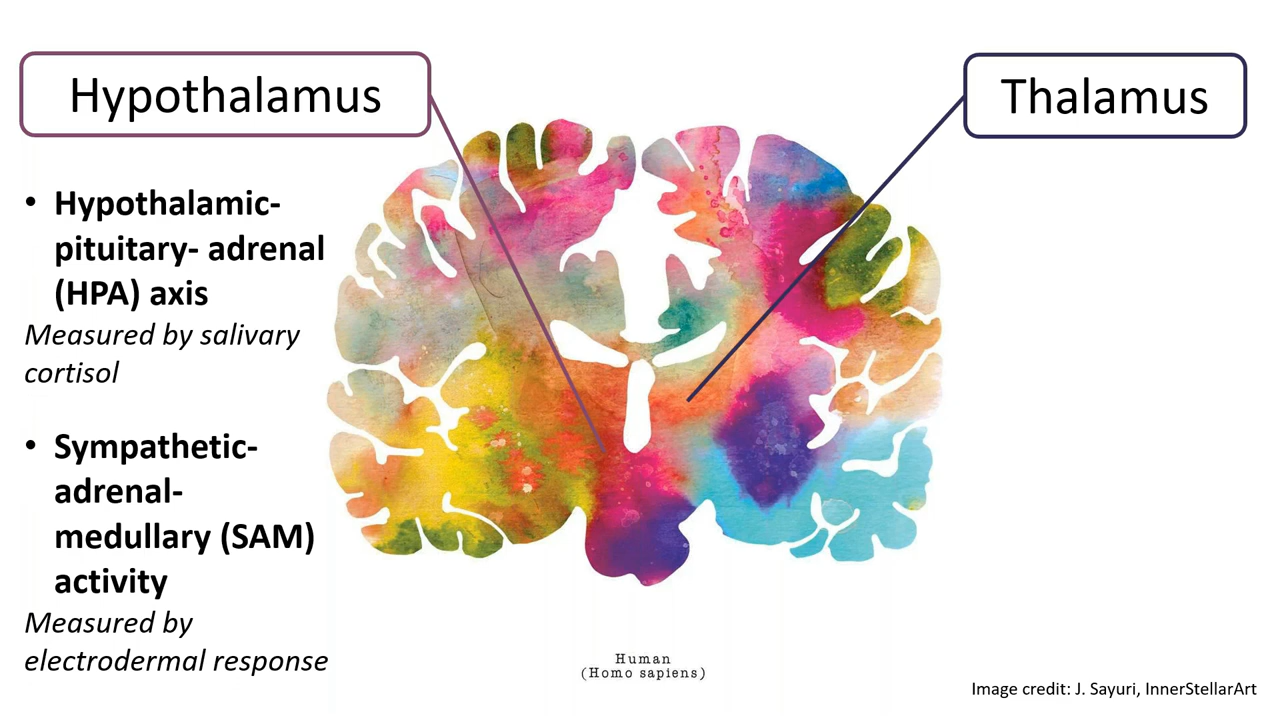 Hypothalamus
Thalamus
• Hypothalamic-
pituitary- adrenal
(HPA) axis
Measured by salivary
cortisol
• Sympathetic-
adrenal-
medullary (SAM)
activity
Measured by
electrodermal response
Human
(Homo sapiens)
Image credit: J. Sayuri, InnerStellarArt